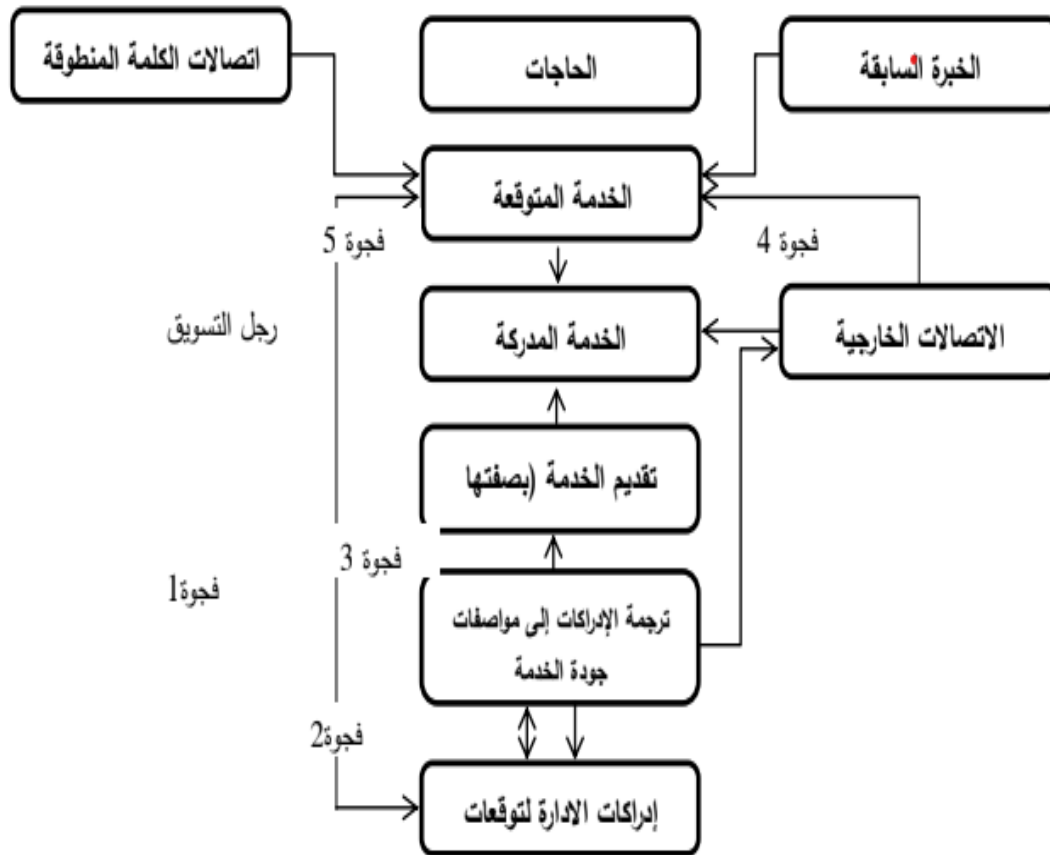 الخبرة السابقة
الحاجات
اتصالات الكلمة المنطوقة
الخدمة المتوقعة
فجوة 4
فجوة 5
الاتصالات الخارجية
الخدمة المدركة
رجل التسويق
تقديم الخدمة (بصفتها
فجوة 3
فجوة1
ترجمة الإدراكات إلى مواصفات
جودة الخدمة
فجوة2
إدراكات الادارة لتوقعات